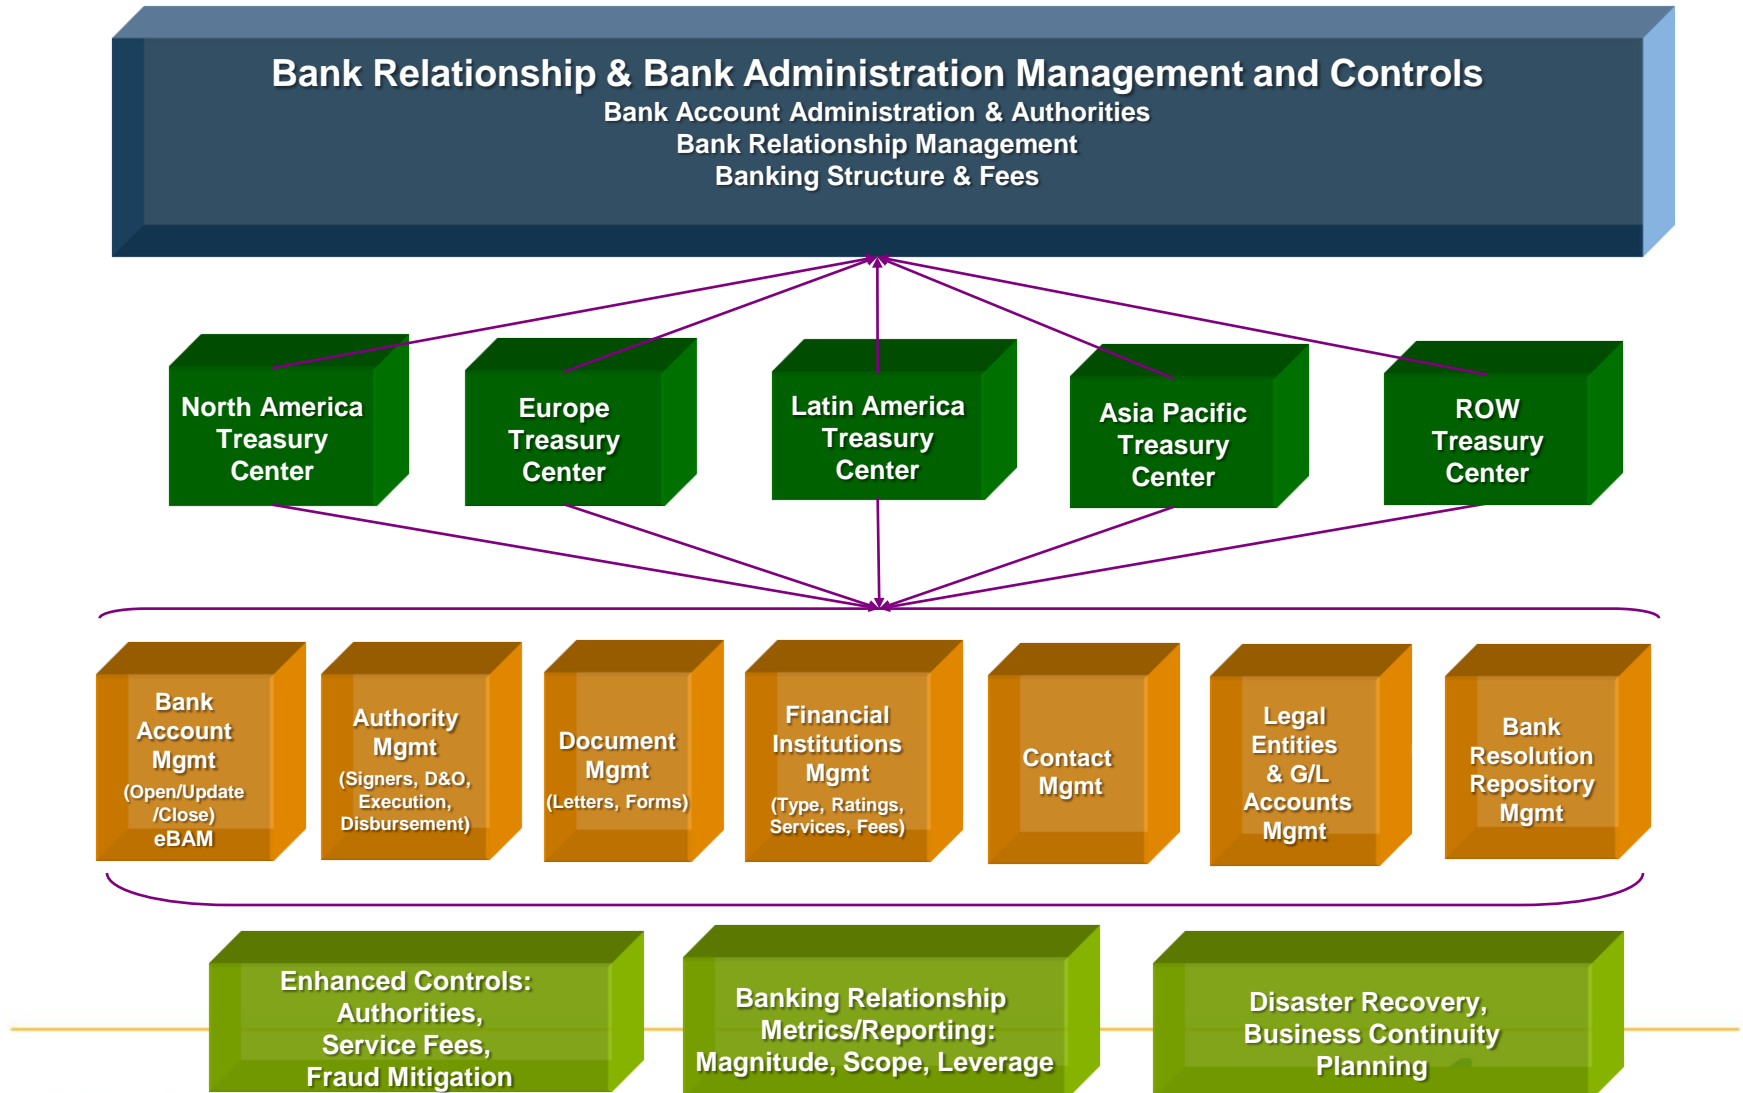 Bank Relationship & Bank Administration Management and Controls
Bank Account Administration & Authorities
Bank Relationship Management
Banking Structure & Fees
North America
Treasury
Center
Europe
Treasury
Center
Latin America
Treasury
Center
Asia Pacific
Treasury
Center
ROW
Treasury
Center
Bank
Account
Mgmt
(Open/Update
/Close)
eBAM
Authority
Mgmt
(Signers, D&O,
Execution,
Disbursement)
Document
Mgmt
(Letters, Forms)
Financial
Institutions
Mgmt
(Type, Ratings,
Services, Fees)
Contact
Mgmt
Legal
Entities
& G/L
Accounts
Mgmt
Bank
Resolution
Repository
Mgmt
Enhanced Controls:
Authorities,
Service Fees,
Fraud Mitigation
Banking Relationship
Metrics/Reporting:
Magnitude, Scope, Leverage
Disaster Recovery,
Business Continuity
Planning